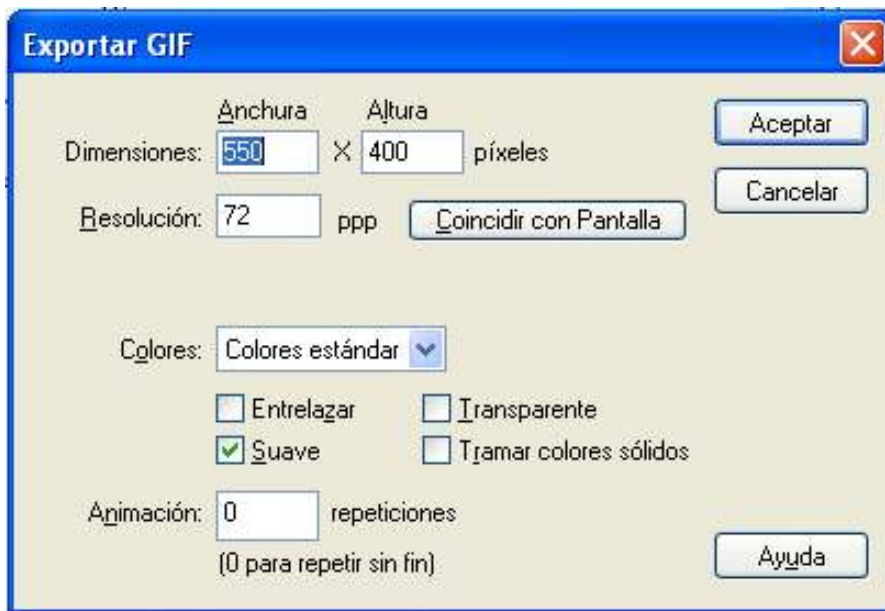 Exportar GIF
Anchura Altura
Dimensiones: 550 X 400 píxeles
Aceptar
Cancelar
Resolución: 72 ppp Coincidir con Pantalla
Colores: Colores estándar
Entrelazar Transparente
Suave Tramar colores sólidos
Animación: 0 repeticiones
(0 para repetir sin fin)
Ayuda